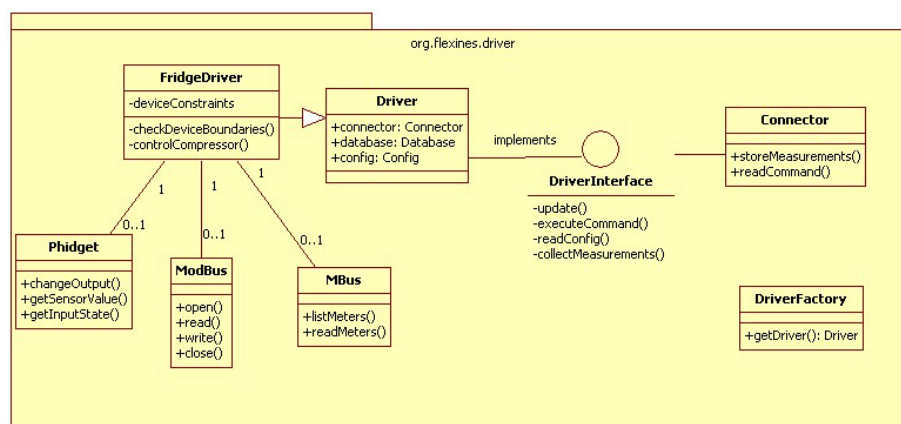 org.flexines.driver
FridgeDriver
-deviceConstraints
-checkDeviceBoundaries()
-controlCompressor()
Driver
+connector: Connector
+database: Database
+config: Config
implements
DriverInterface
-update()
-executeCommand()
-readConfig()
-collectMeasurements()
Connector
+storeMeasurements()
+readCommand()
1
1
1
0..1
0..1
0..1
Phidget
+changeOutput()
+getSensorValue()
+getInputState()
ModBus
+open()
+read()
+write()
+close()
MBus
+listMeters()
+readMeters()
DriverFactory
+getDriver(): Driver